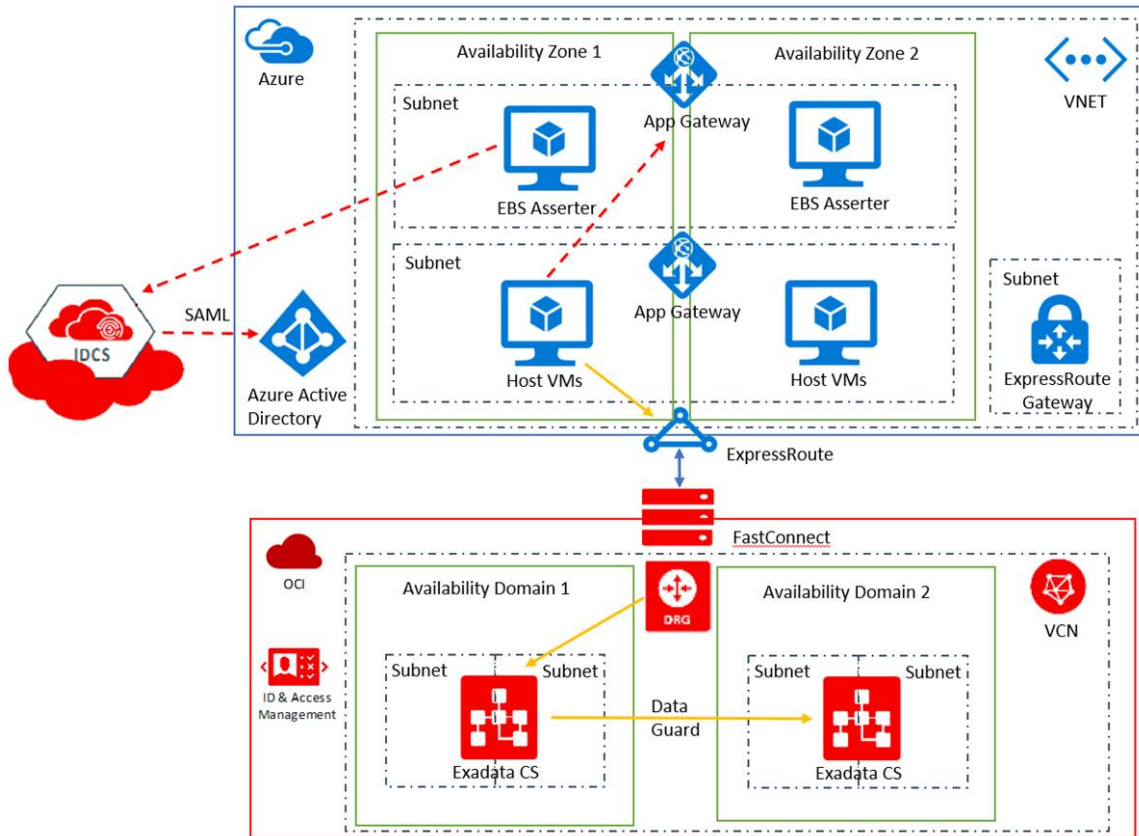 Azure
Availability Zone 1
Availability Zone 2
VNET
Subnet
App Gateway
EBS Asserter
EBS Asserter
Subnet
App Gateway
Host VMs
Host VMs
Subnet
ExpressRoute
Gateway
IDCS
SAML
Azure Active
Directory
ExpressRoute
FastConnect
OCI
Availability Domain 1
DRG
Availability Domain 2
VCN
ID & Access
Management
Subnet
Subnet
Exadata CS
Data
Guard
Subnet
Subnet
Exadata CS